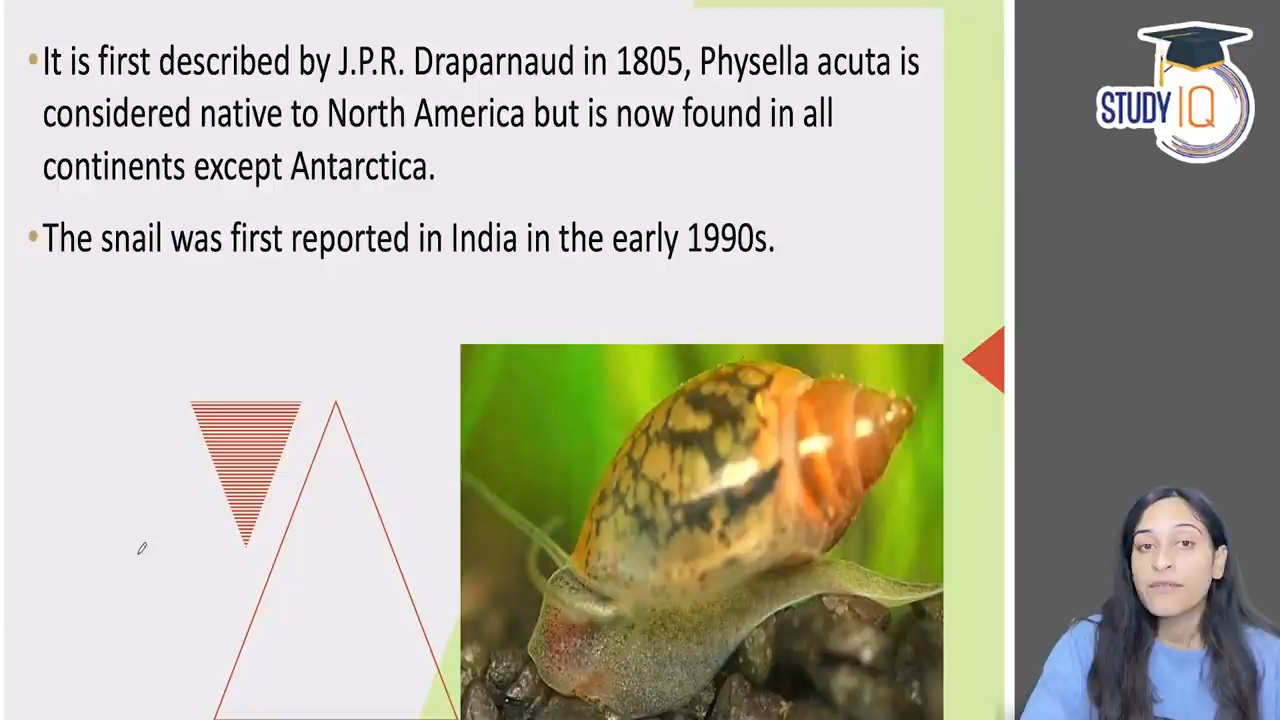 •It is first described by J.P.R. Draparnaud in 1805, Physella acuta is
considered native to North America but is now found in all
continents except Antarctica.
•The snail was first reported in India in the early 1990s.
STUDY IQ